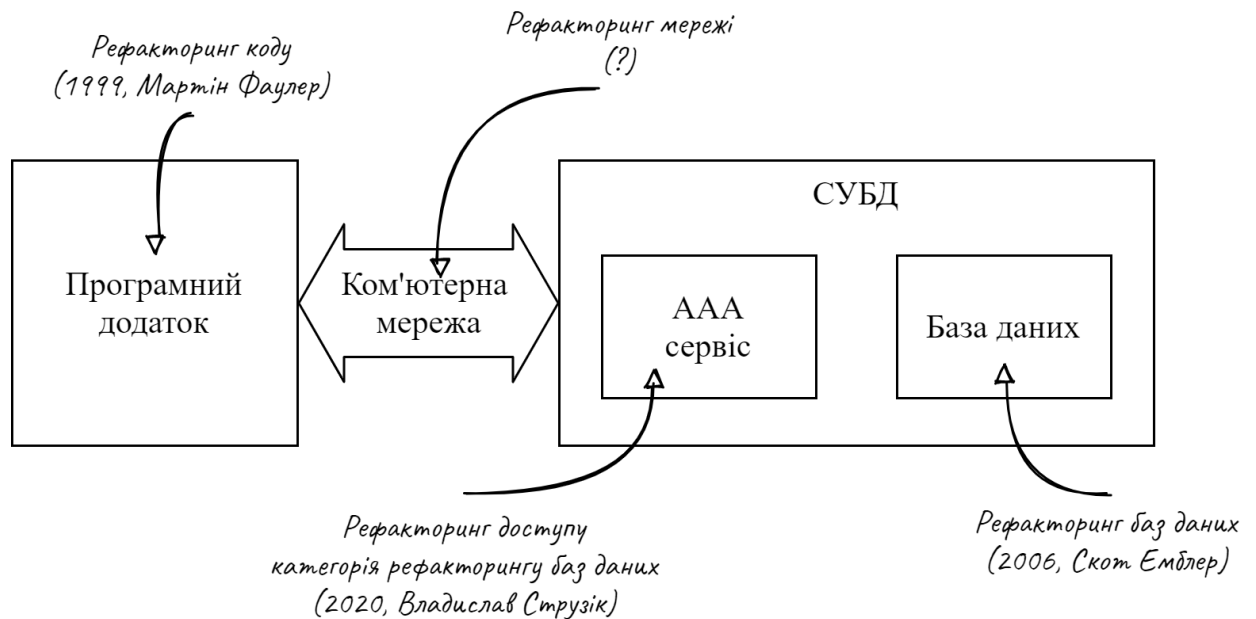 Рефакторинг коду
(1999, Мартін Фаулер)
Рефакторинг мережі
(?)
Програмний
додаток
Ком'ютерна
мережа
СУБД
ААА
сервіс
База даних
Рефакторинг доступу
категорія рефакторингу баз даних
(2020, Владислав Струзік)
Рефакторинг баз даних
(2006, Скот Емблер)